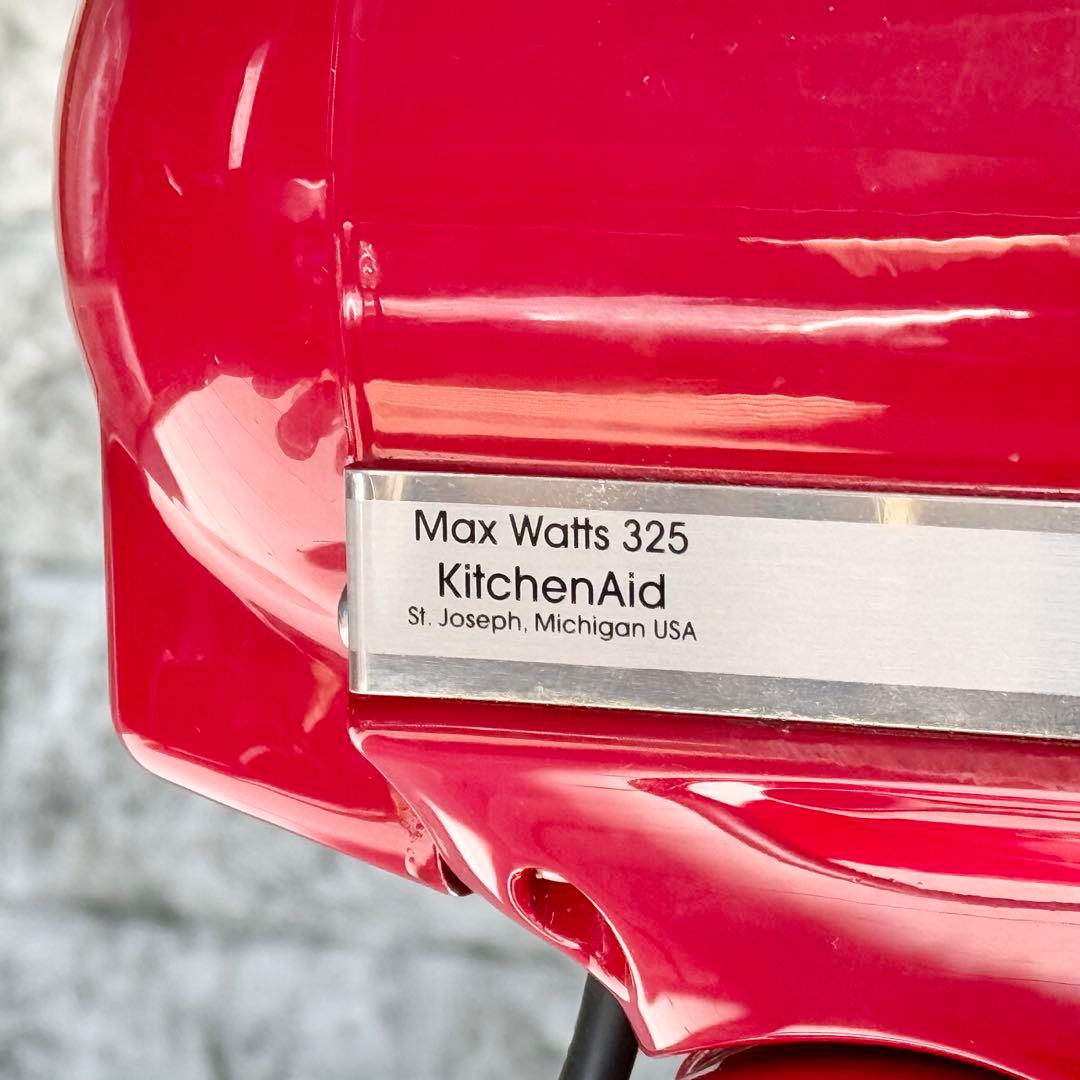 Max Watts 325
KitchenAid
St. Joseph, Michigan USA